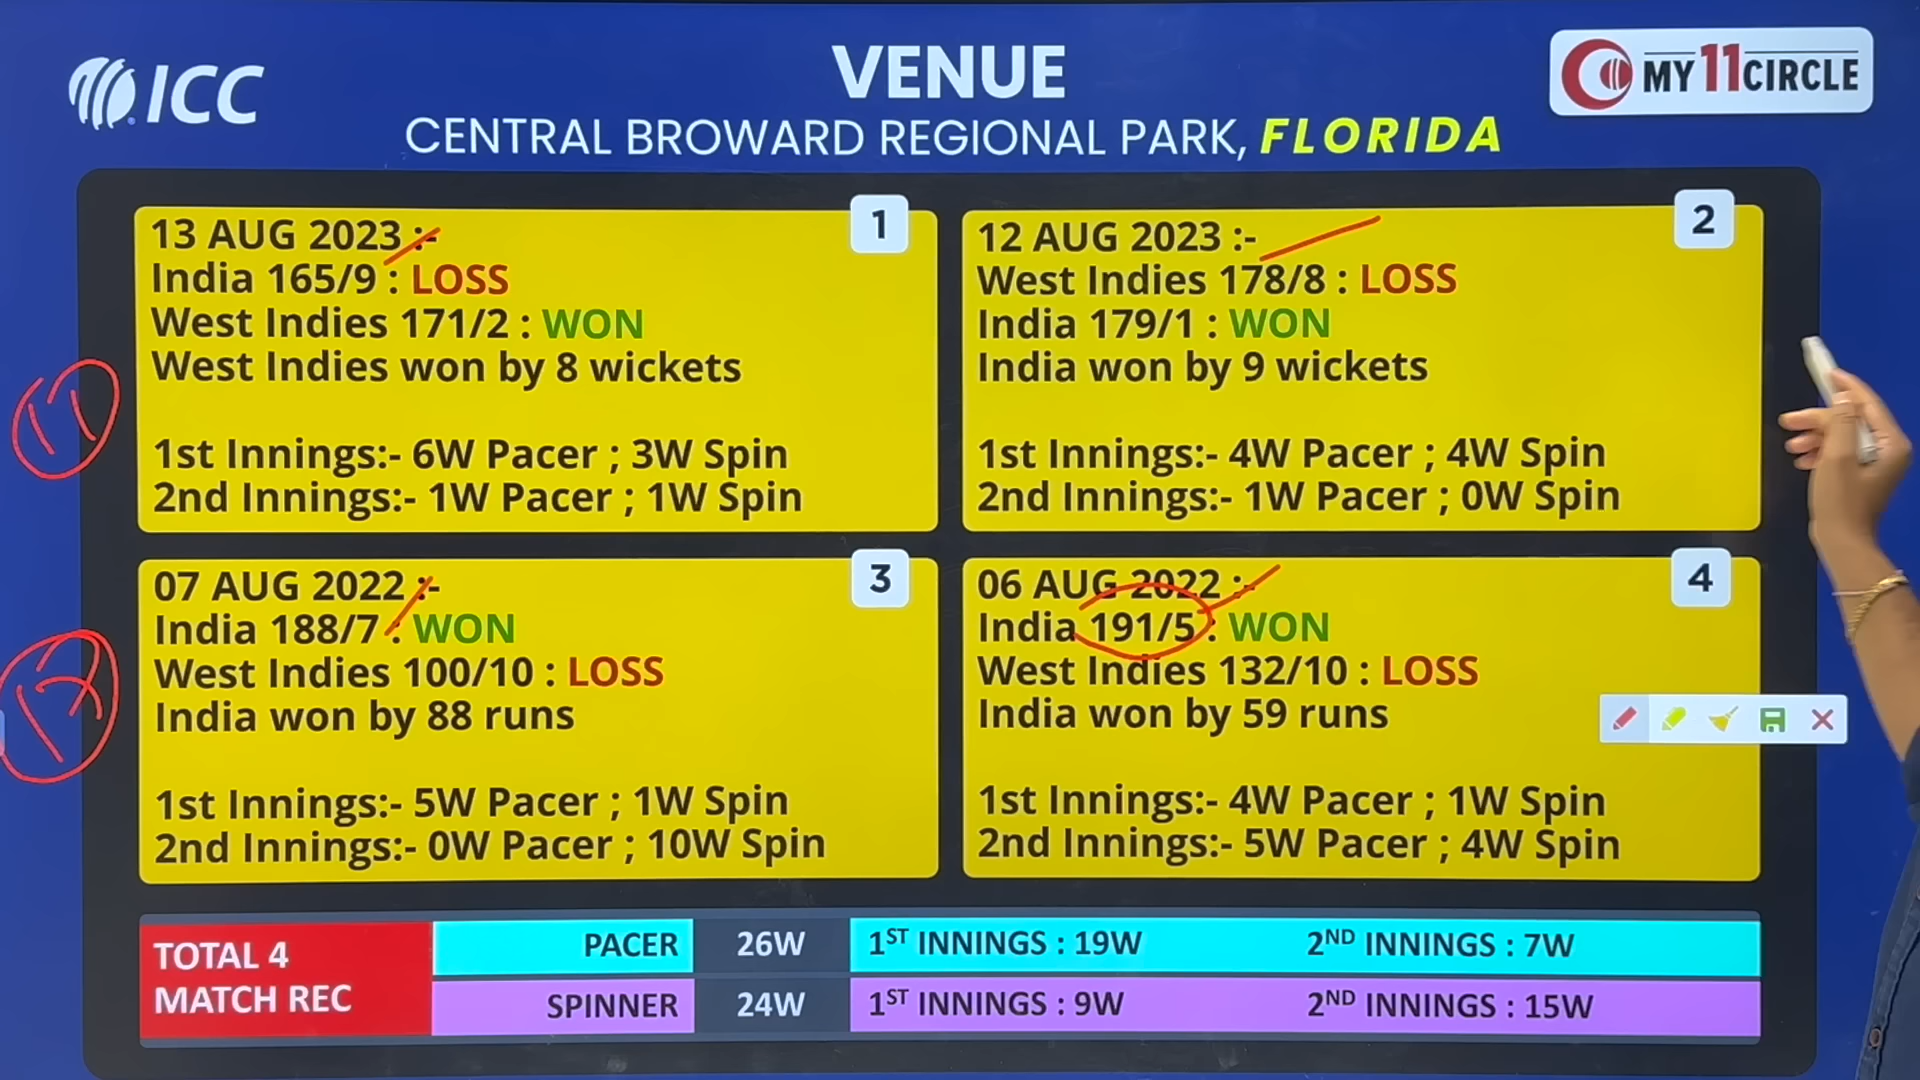 ICC
VENUE
CENTRAL BROWARD REGIONAL PARK, FLORIDA
MY11CIRCLE
1
13 AUG 2023 :-
India 165/9 : LOSS
West Indies 171/2 : WON
West Indies won by 8 wickets
1st Innings:- 6W Pacer ; 3W Spin
2nd Innings:- 1W Pacer ; 1W Spin
11
2
12 AUG 2023 :-
West Indies 178/8 : LOSS
India 179/1 : WON
India won by 9 wickets
1st Innings:- 4W Pacer ; 4W Spin
2nd Innings:- 1W Pacer ; 0W Spin
3
07 AUG 2022 :-
India 188/7 : WON
West Indies 100/10 : LOSS
India won by 88 runs
1st Innings:- 5W Pacer ; 1W Spin
2nd Innings:- 0W Pacer ; 10W Spin
4
06 AUG 2022 :-
India 191/5 : WON
West Indies 132/10 : LOSS
India won by 59 runs
1st Innings:- 4W Pacer ; 1W Spin
2nd Innings:- 5W Pacer ; 4W Spin
TOTAL 4
MATCH REC
PACER 26W 1ST INNINGS : 19W 2ND INNINGS : 7W
SPINNER 24W 1ST INNINGS : 9W 2ND INNINGS : 15W